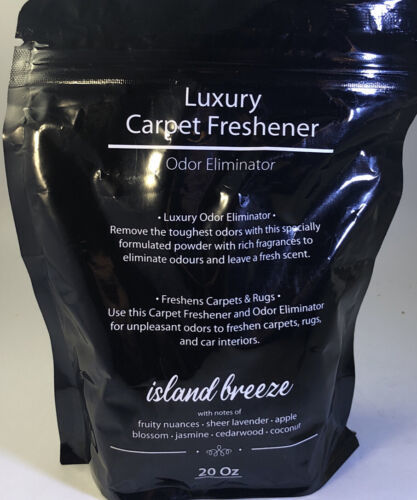 Luxury
Carpet Freshener
Odor Eliminator
• Luxury Odor Eliminator •
Remove the toughest odors with this specially
formulated powder with rich fragrances to
eliminate odours and leave a fresh scent.
• Freshens Carpets & Rugs •
Use this Carpet Freshener and Odor Eliminator
for unpleasant odors to freshen carpets, rugs,
and car interiors.
island breeze
with notes of
fruity nuances • sheer lavender • apple
blossom • jasmine • cedarwood • coconut
20 Oz